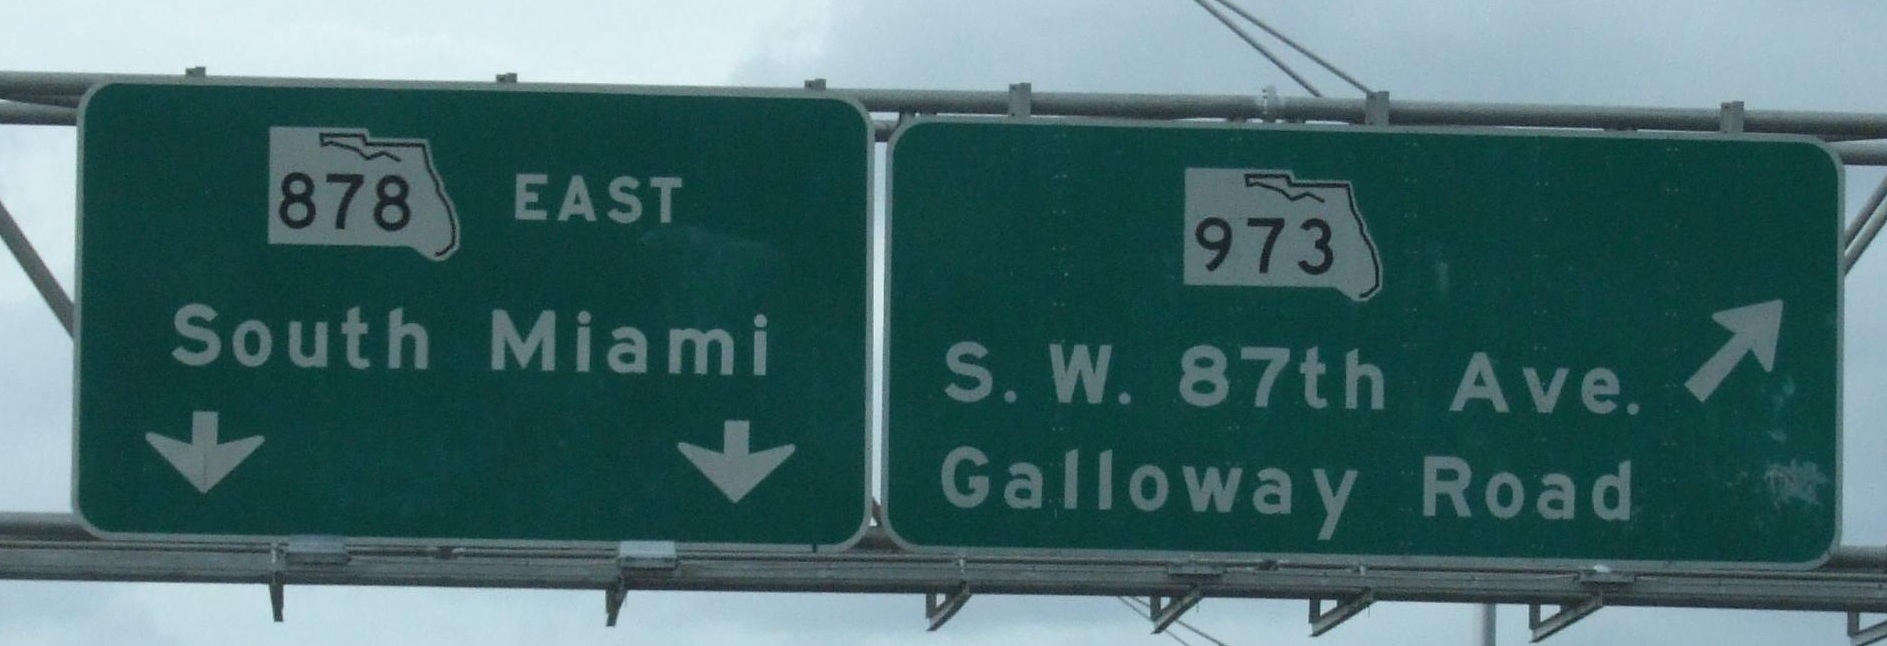 878 EAST
South Miami
973
S. W. 87th Ave.
Galloway Road